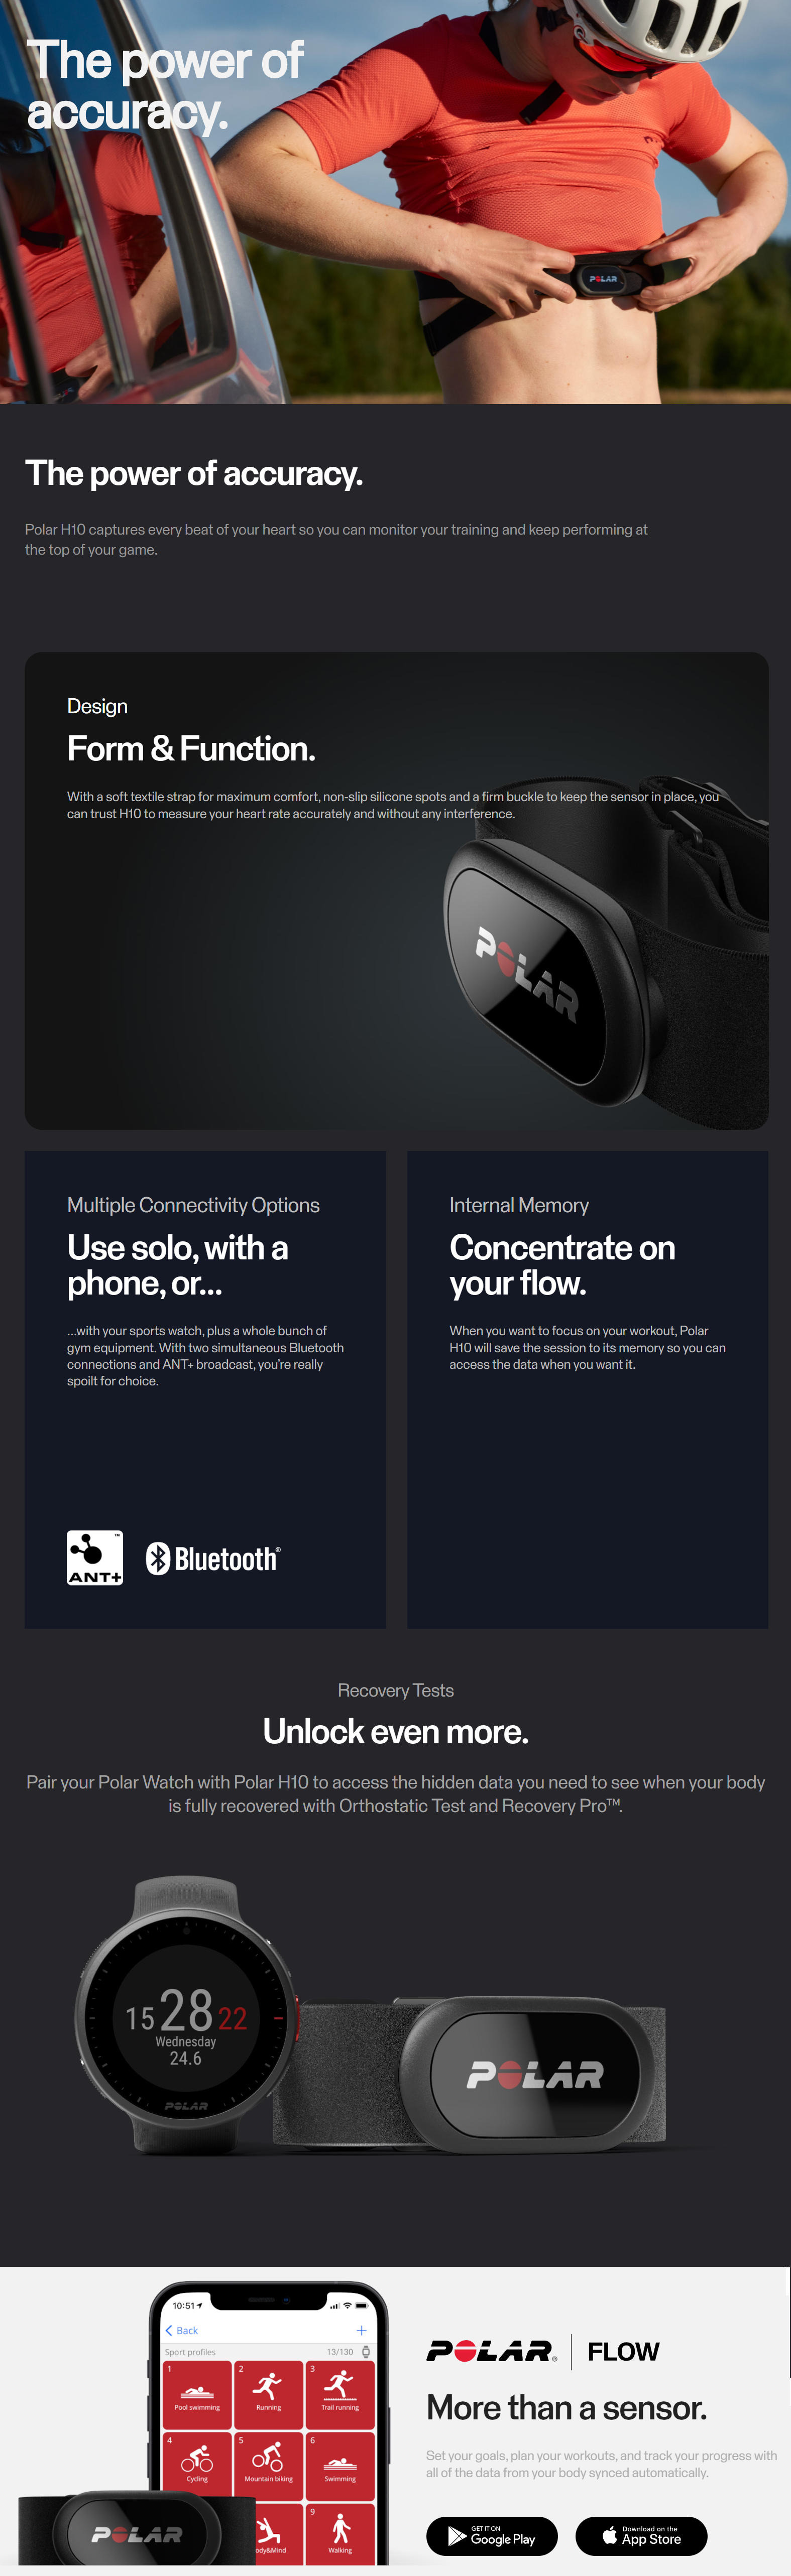 The power of
accuracy.
POLAR
The power of accuracy.
Polar H10 captures every beat of your heart so you can monitor your training and keep performing at
the top of your game.
Design
Form & Function.
With a soft textile strap for maximum comfort, non-slip silicone spots and a firm buckle to keep the sensor in place, you
can trust H10 to measure your heart rate accurately and without any interference.
POLAR
Multiple Connectivity Options
Use solo, with a
phone, or...
...with your sports watch, plus a whole bunch of
gym equipment. With two simultaneous Bluetooth
connections and ANT+ broadcast, you're really
spoilt for choice.
™
ANT+
Bluetooth®
Internal Memory
Concentrate on
your flow.
When you want to focus on your workout, Polar
H10 will save the session to its memory so you can
access the data when you want it.
Recovery Tests
Unlock even more.
Pair your Polar Watch with Polar H10 to access the hidden data you need to see when your body
is fully recovered with Orthostatic Test and Recovery Pro™.
15 28 22
Wednesday
24.6
POLAR
POLAR
10:51
Back
+
Sport profiles 13/130
1 2 3
Pool swimming Running Trail running
4 5 6
Cycling Mountain biking Swimming
9
ody&Mind Walking
POLAR
POLAR® | FLOW
More than a sensor.
Set your goals, plan your workouts, and track your progress with
all of the data from your body synced automatically.
GET IT ON
Google Play
Download on the
App Store